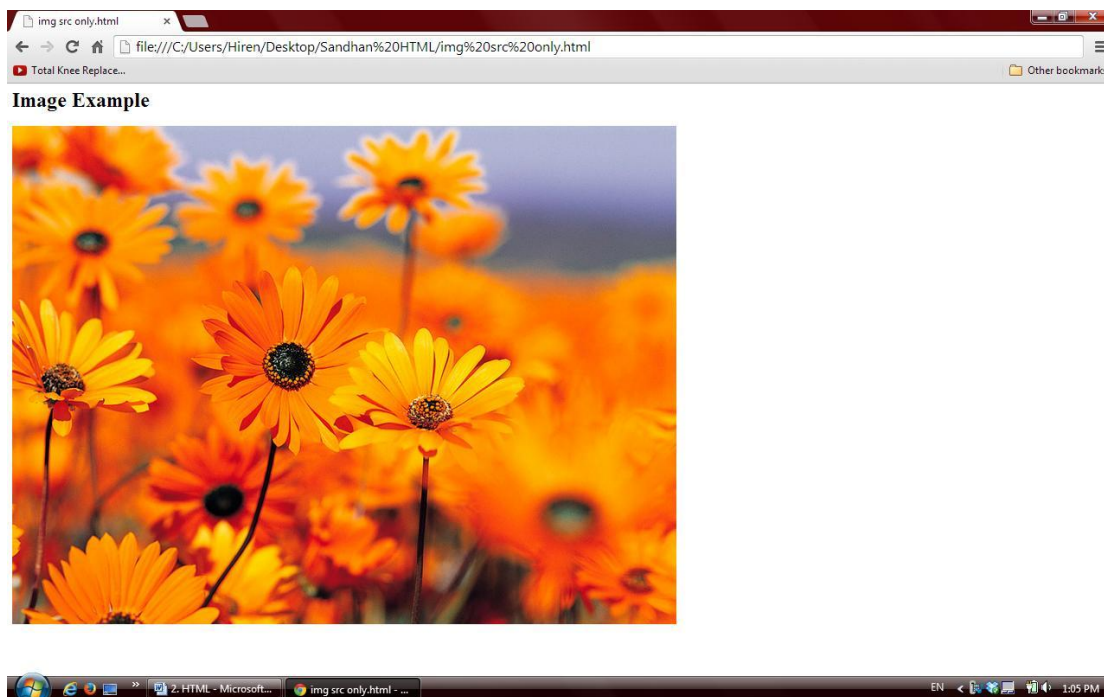 img src only.html
file:///C:/Users/Hiren/Desktop/Sandhan%20HTML/img%20src%20only.html
Total Knee Replace...
Other bookmark
Image Example
2. HTML - Microsoft...
img src only.html - ...
EN
1:05 PM